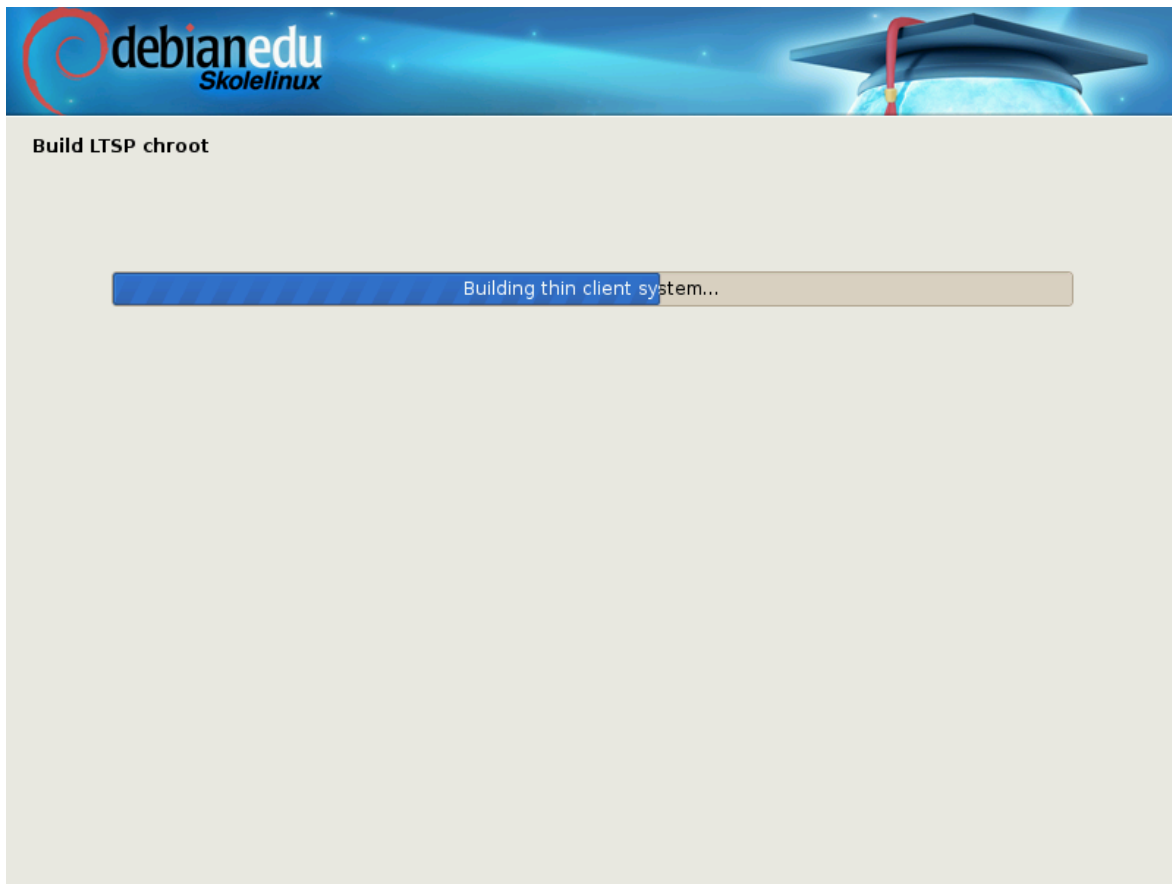 debianedu
Skolelinux
Build LTSP chroot
Building thin client system...